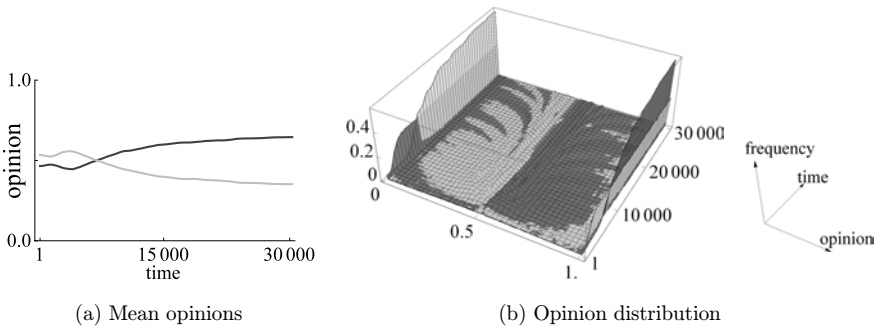 1.0
opinion
0.0
1
15 000
30 000
time
(a) Mean opinions
0.4
0.2
0
0
0.5
1.
1
10 000
20 000
30 000
frequency
time
opinion
(b) Opinion distribution